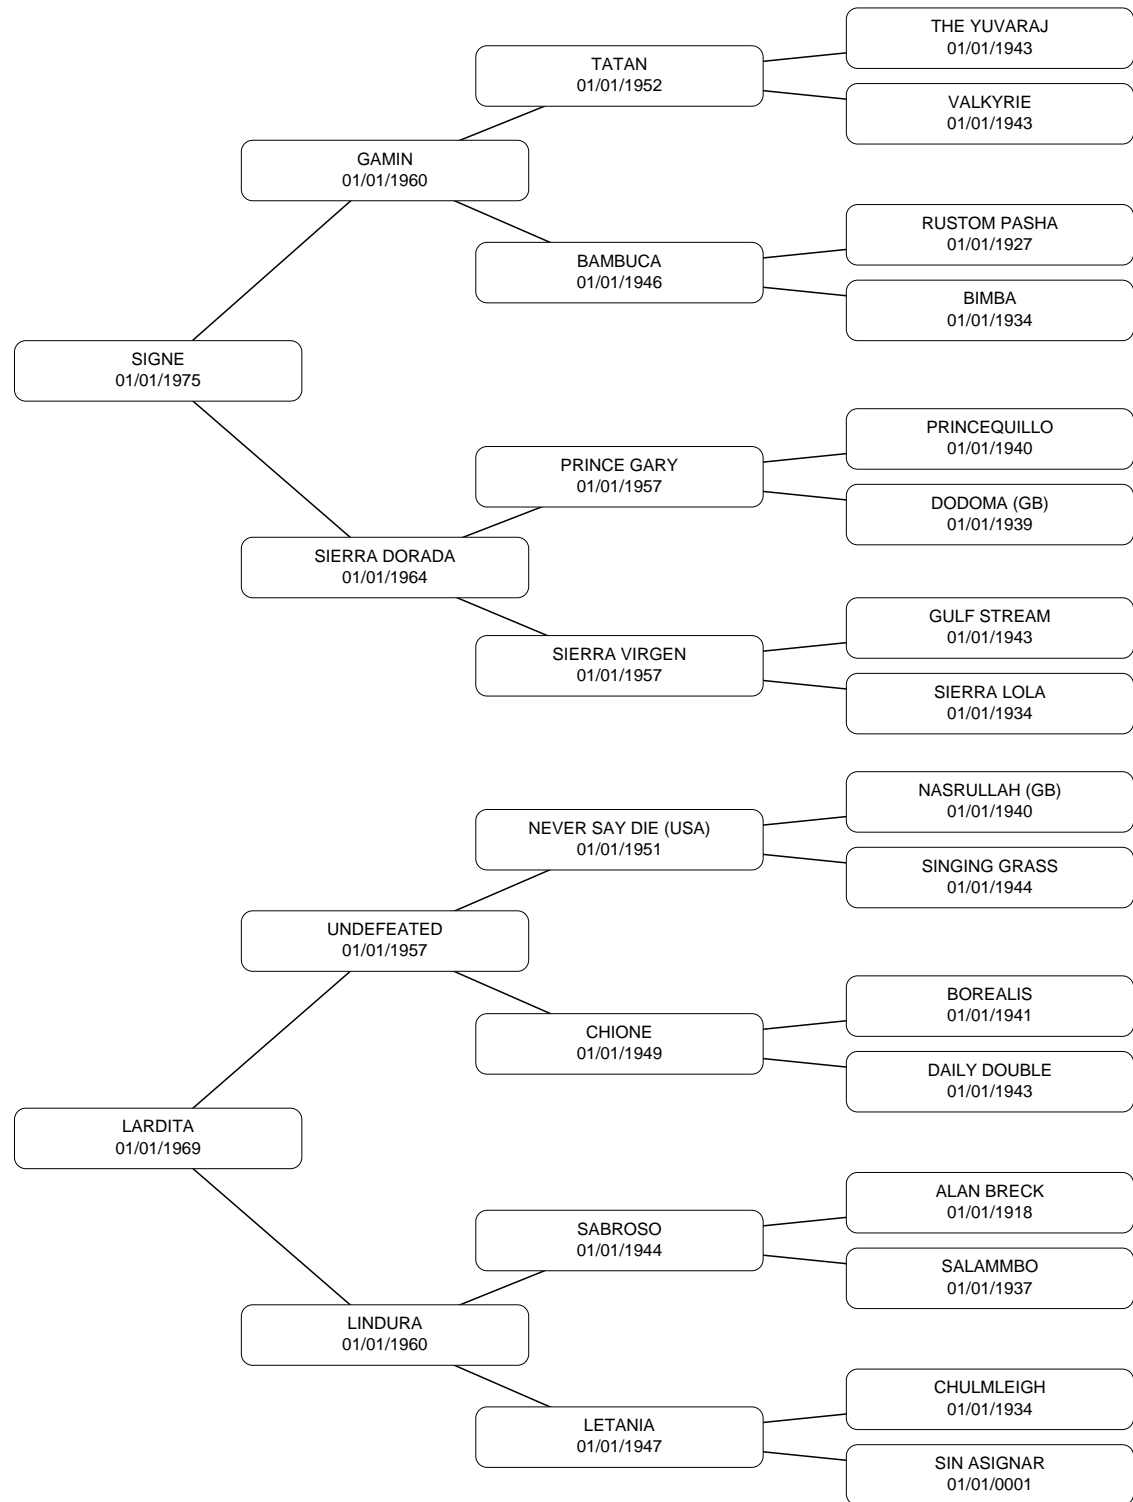 THE YUVARAJ
01/01/1943
TATAN
01/01/1952
VALKYRIE
01/01/1943
GAMIN
01/01/1960
RUSTOM PASHA
01/01/1927
BAMBUCA
01/01/1946
BIMBA
01/01/1934
SIGNE
01/01/1975
PRINCEQUILLO
01/01/1940
PRINCE GARY
01/01/1957
DODOMA (GB)
01/01/1939
SIERRA DORADA
01/01/1964
GULF STREAM
01/01/1943
SIERRA VIRGEN
01/01/1957
SIERRA LOLA
01/01/1934
NASRULLAH (GB)
01/01/1940
NEVER SAY DIE (USA)
01/01/1951
SINGING GRASS
01/01/1944
UNDEFEATED
01/01/1957
BOREALIS
01/01/1941
CHIONE
01/01/1949
DAILY DOUBLE
01/01/1943
LARDITA
01/01/1969
ALAN BRECK
01/01/1918
SABROSO
01/01/1944
SALAMMBO
01/01/1937
LINDURA
01/01/1960
CHULMLEIGH
01/01/1934
LETANIA
01/01/1947
SIN ASIGNAR
01/01/0001